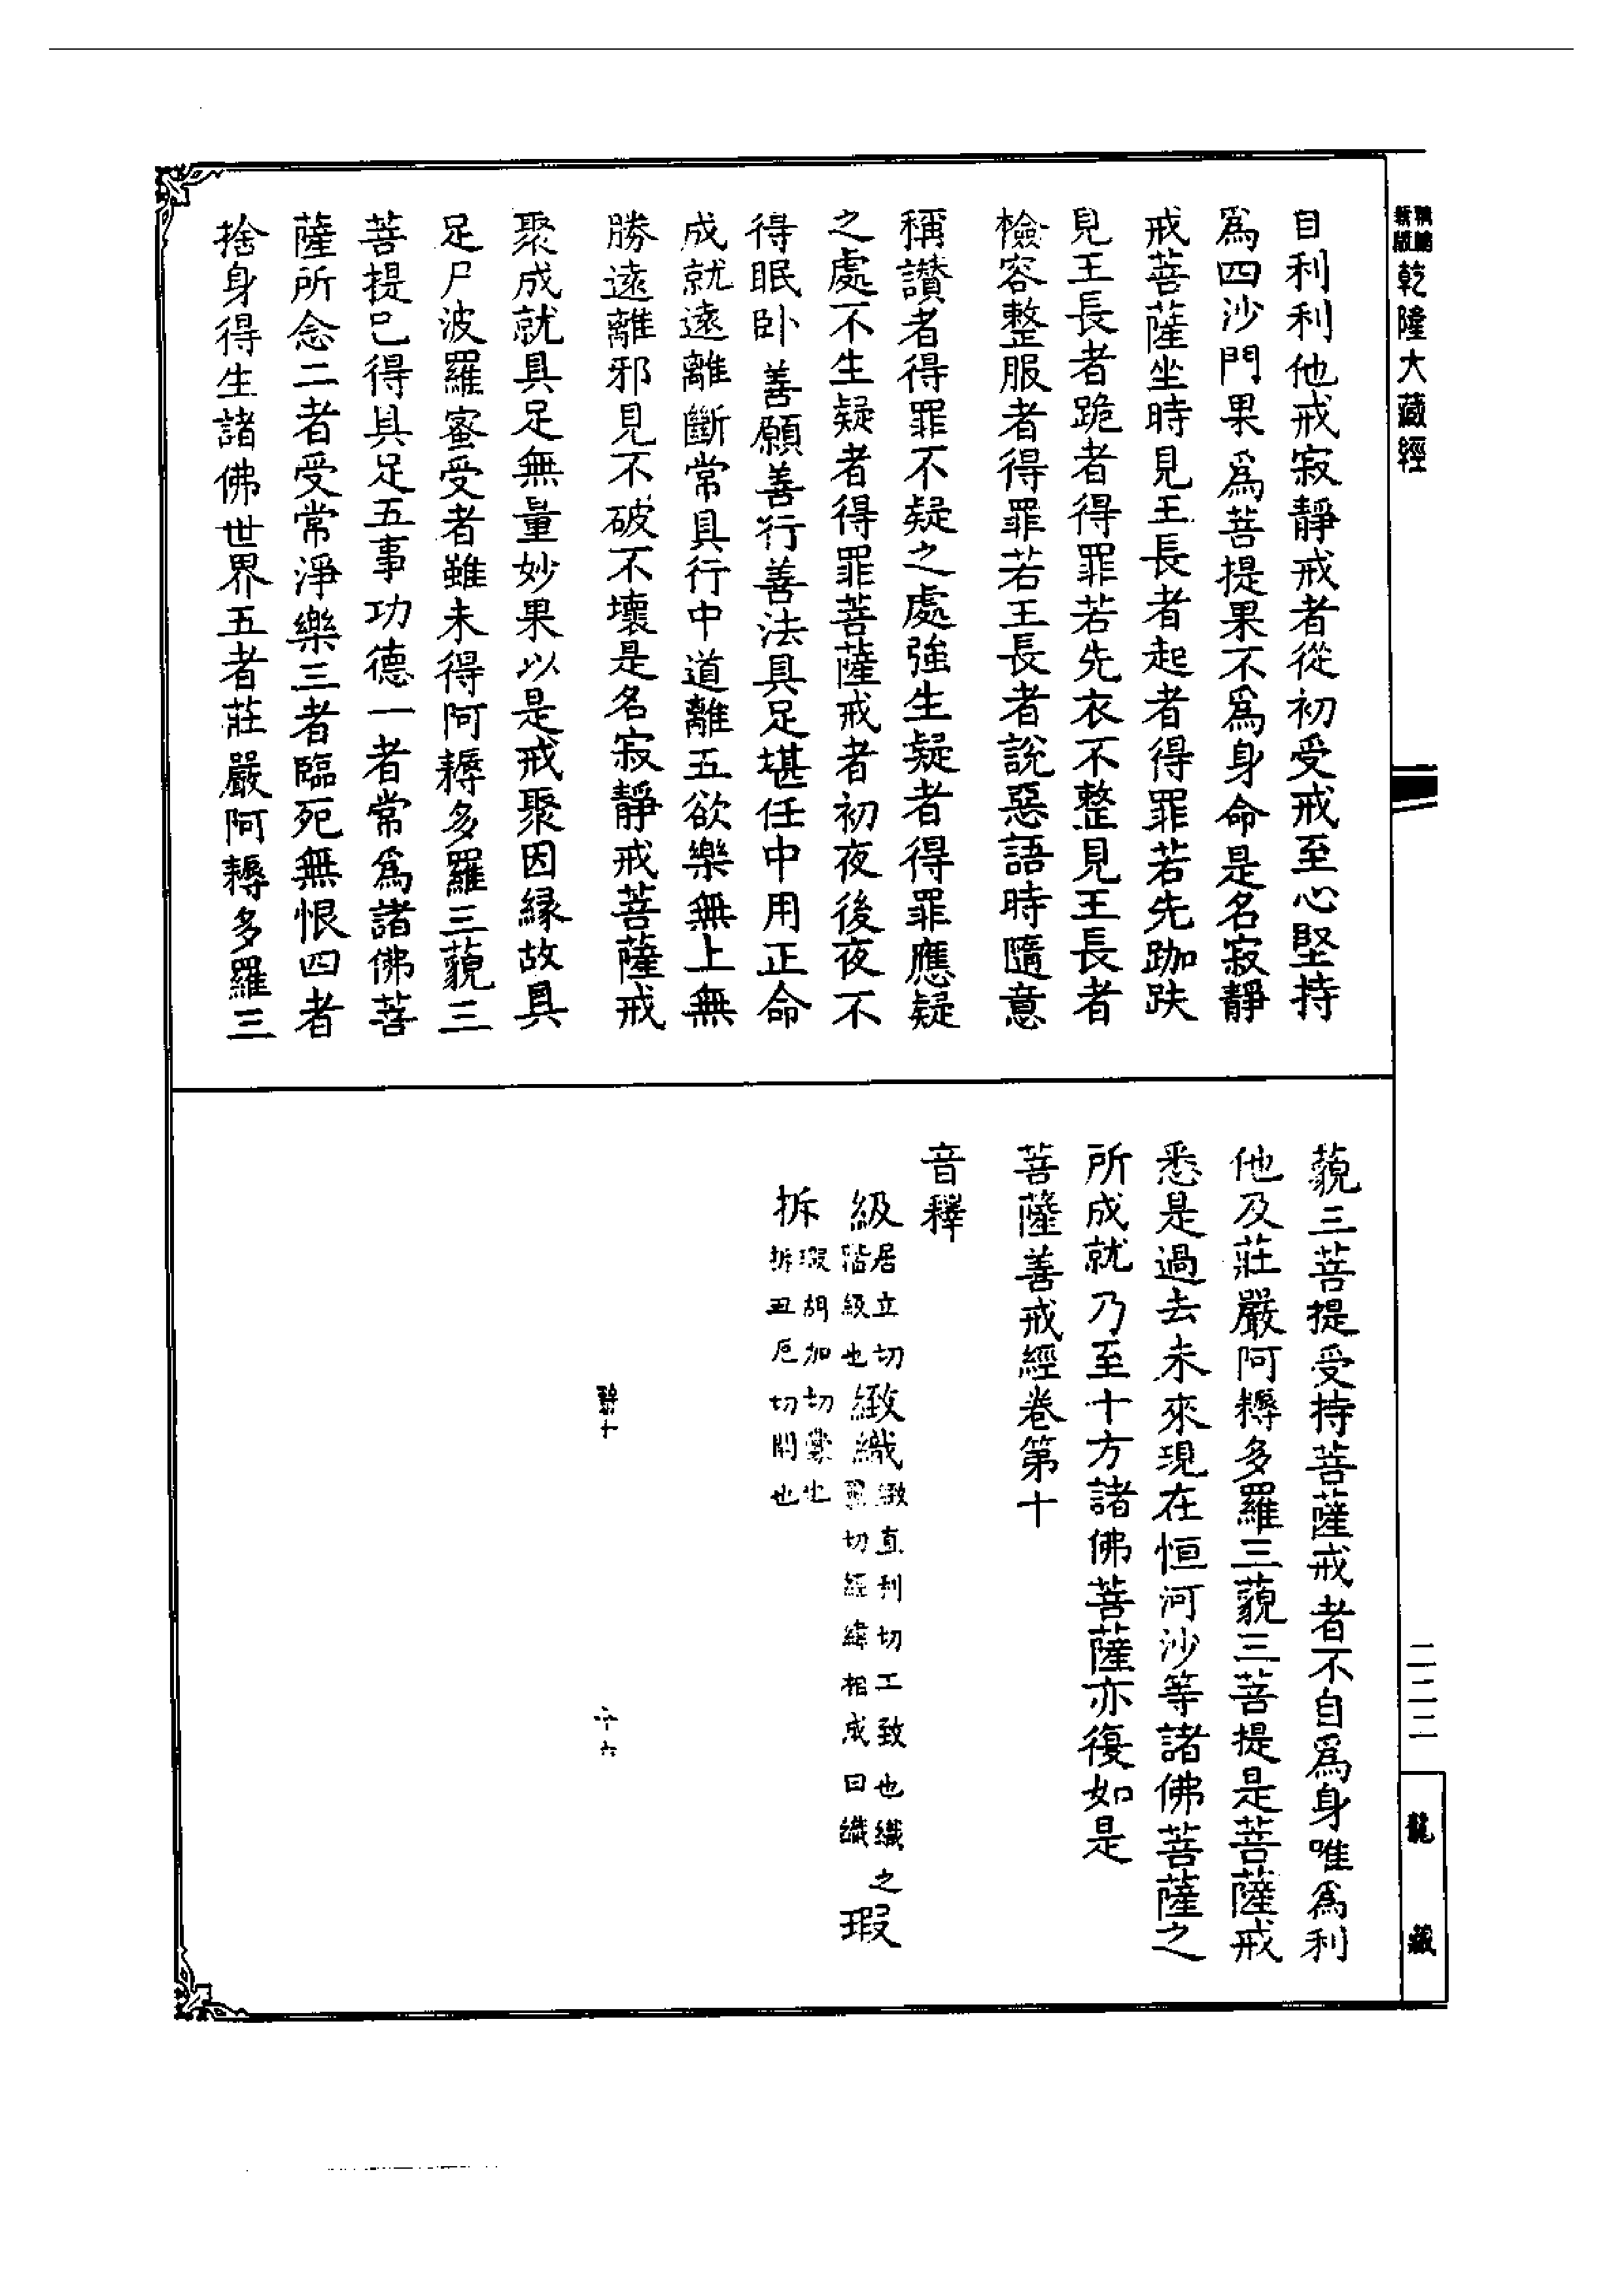 乾隆大藏經
自利利他戒寂靜戒者從初受戒至心堅持
爲四沙門果爲菩提果不爲身命是名寂靜
戒菩薩坐時見王長者起者得罪若先跏趺
見王長者跪者得罪若先衣不整見王長者
檢容整服者得罪若王長者說惡語時隨意
稱讚者得罪不疑之處強生疑者得罪應疑
之處不生疑者得罪菩薩戒者初夜後夜不
得眠卧善願善行善法具足堪任中用正命
成就遠離斷常具行中道離五欲樂無上無
勝遠離邪見不破不壞是名寂靜戒菩薩戒
聚成就具足無量妙果以是戒聚因緣故具
足尸波羅蜜受者雖未得阿耨多羅三藐三
菩提已得具足五事功德一者常爲諸佛菩
薩所念二者受常淨樂三者臨死無恨四者
捨身得生諸佛世界五者莊嚴阿耨多羅三
藐三菩提受持菩薩戒者不自爲身唯爲利
他及莊嚴阿耨多羅三藐三菩提是菩薩戒
悉是過去未來現在恒河沙等諸佛菩薩之
所成就乃至十方諸佛菩薩亦復如是
菩薩善戒經卷第十
音釋
級 居立切階級也
緻織 緻直利切工致也織之翼切經緯相成曰織
瑕拆 瑕胡加切釁也拆丑厄切開也
二二二
龍藏